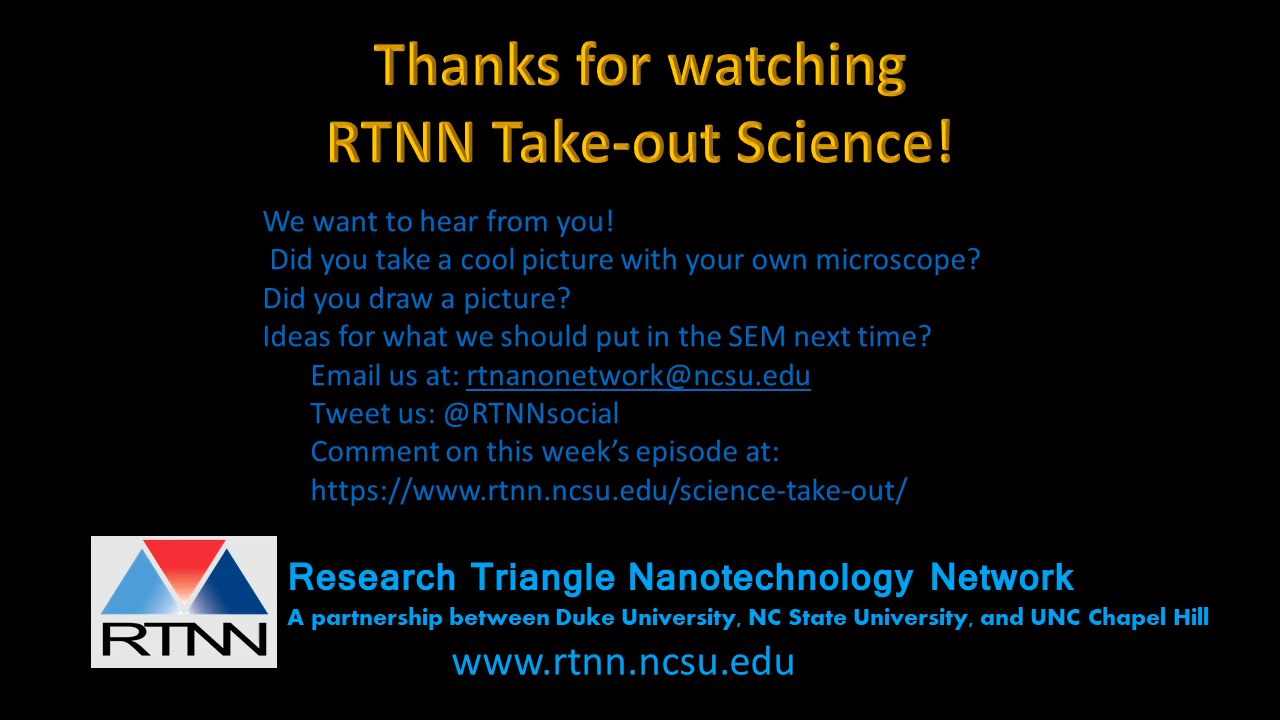 Thanks for watching
RTNN Take-out Science!
We want to hear from you!
Did you take a cool picture with your own microscope?
Did you draw a picture?
Ideas for what we should put in the SEM next time?
Email us at: rtnanonetwork@ncsu.edu
Tweet us: @RTNNsocial
Comment on this week’s episode at:
https://www.rtnn.ncsu.edu/science-take-out/
RTNN
Research Triangle Nanotechnology Network
A partnership between Duke University, NC State University, and UNC Chapel Hill
www.rtnn.ncsu.edu